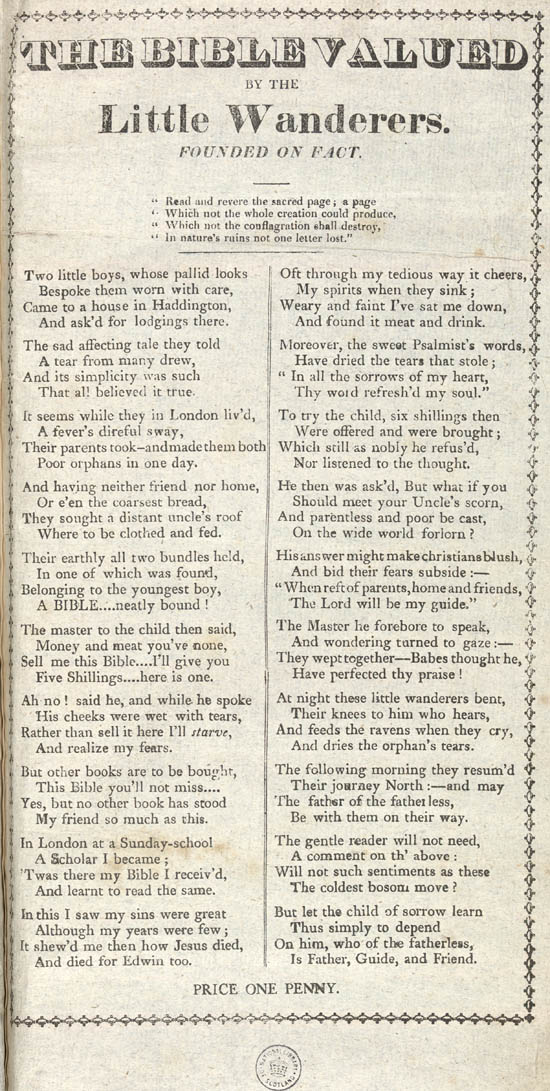 THE BIBLE VALUED
BY THE
Little Wanderers.
FOUNDED ON FACT.
“ Read and revere the sacred page ; a page
“ Which not the whole creation could produce,
“ Which not the conflagration shall destroy,
“ In nature's ruins not one letter lost.”
Two little boys, whose pallid looks
Bespoke them worn with care,
Came to a house in Haddington,
And ask'd for lodgings there.
The sad affecting tale they told
A tear from many drew,
And its simplicity was such
That all believed it true.
It seems while they in London liv'd,
A fever's direful sway,
Their parents took—and made them both
Poor orphans in one day.
And having neither friend nor home,
Or e'en the coarsest bread,
They sought a distant uncle's roof
Where to be clothed and fed.
Their earthly all two bundles held,
In one of which was found,
Belonging to the youngest boy,
A BIBLE....neatly bound !
The master to the child then said,
Money and meat you've none,
Sell me this Bible....I'll give you
Five Shillings....here is one.
Ah no ! said he, and while he spoke
His cheeks were wet with tears,
Rather than sell it here I'll starve,
And realize my fears.
But other books are to be bought,
This Bible you'll not miss....
Yes, but no other book has stood
My friend so much as this.
In London at a Sunday-school
A Scholar I became ;
'Twas there my Bible I receiv'd,
And learnt to read the same.
In this I saw my sins were great
Although my years were few ;
It shew'd me then how Jesus died,
And died for Edwin too.
Oft through my tedious way it cheers,
My spirits when they sink ;
Weary and faint I've sat me down,
And found it meat and drink.
Moreover, the sweet Psalmist's words,
Have dried the tears that stole ;
“ In all the sorrows of my heart,
Thy word refresh'd my soul.”
To try the child, six shillings then
Were offered and were brought ;
Which still as nobly he refus'd,
Nor listened to the thought.
He then was ask'd, But what if you
Should meet your Uncle's scorn,
And parentless and poor be cast,
On the wide world forlorn ?
His answer might make christians blush,
And bid their fears subside :—
“ When reft of parents, home and friends,
The Lord will be my guide.”
The Master he forebore to speak,
And wondering turned to gaze :—
They wept together—Babes thought he,
Have perfected thy praise !
At night these little wanderers bent,
Their knees to him who hears,
And feeds the ravens when they cry,
And dries the orphan's tears.
The following morning they resum'd
Their journey North :—and may
The father of the fatherless,
Be with them on their way.
The gentle reader will not need,
A comment on th' above :
Will not such sentiments as these
The coldest bosom move ?
But let the child of sorrow learn
Thus simply to depend
On him, who of the fatherless,
Is Father, Guide, and Friend.
PRICE ONE PENNY.
NATIONAL LIBRARY
SCOTLAND